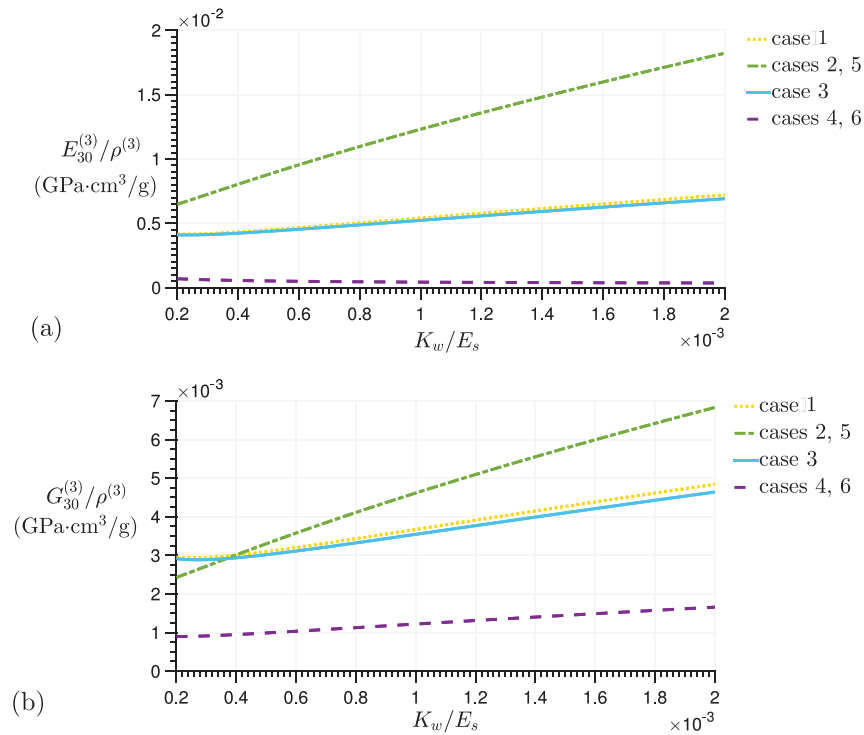 ×10⁻²
2
1.5
1
0.5
0
E₃₀⁽³⁾/ρ⁽³⁾
(GPa·cm³/g)
0.2 0.4 0.6 0.8 1 1.2 1.4 1.6 1.8 2
K_w/E_s
×10⁻³
case 1
cases 2, 5
case 3
cases 4, 6
(a)
×10⁻³
7
6
5
4
3
2
1
0
G₃₀⁽³⁾/ρ⁽³⁾
(GPa·cm³/g)
0.2 0.4 0.6 0.8 1 1.2 1.4 1.6 1.8 2
K_w/E_s
×10⁻³
case 1
cases 2, 5
case 3
cases 4, 6
(b)